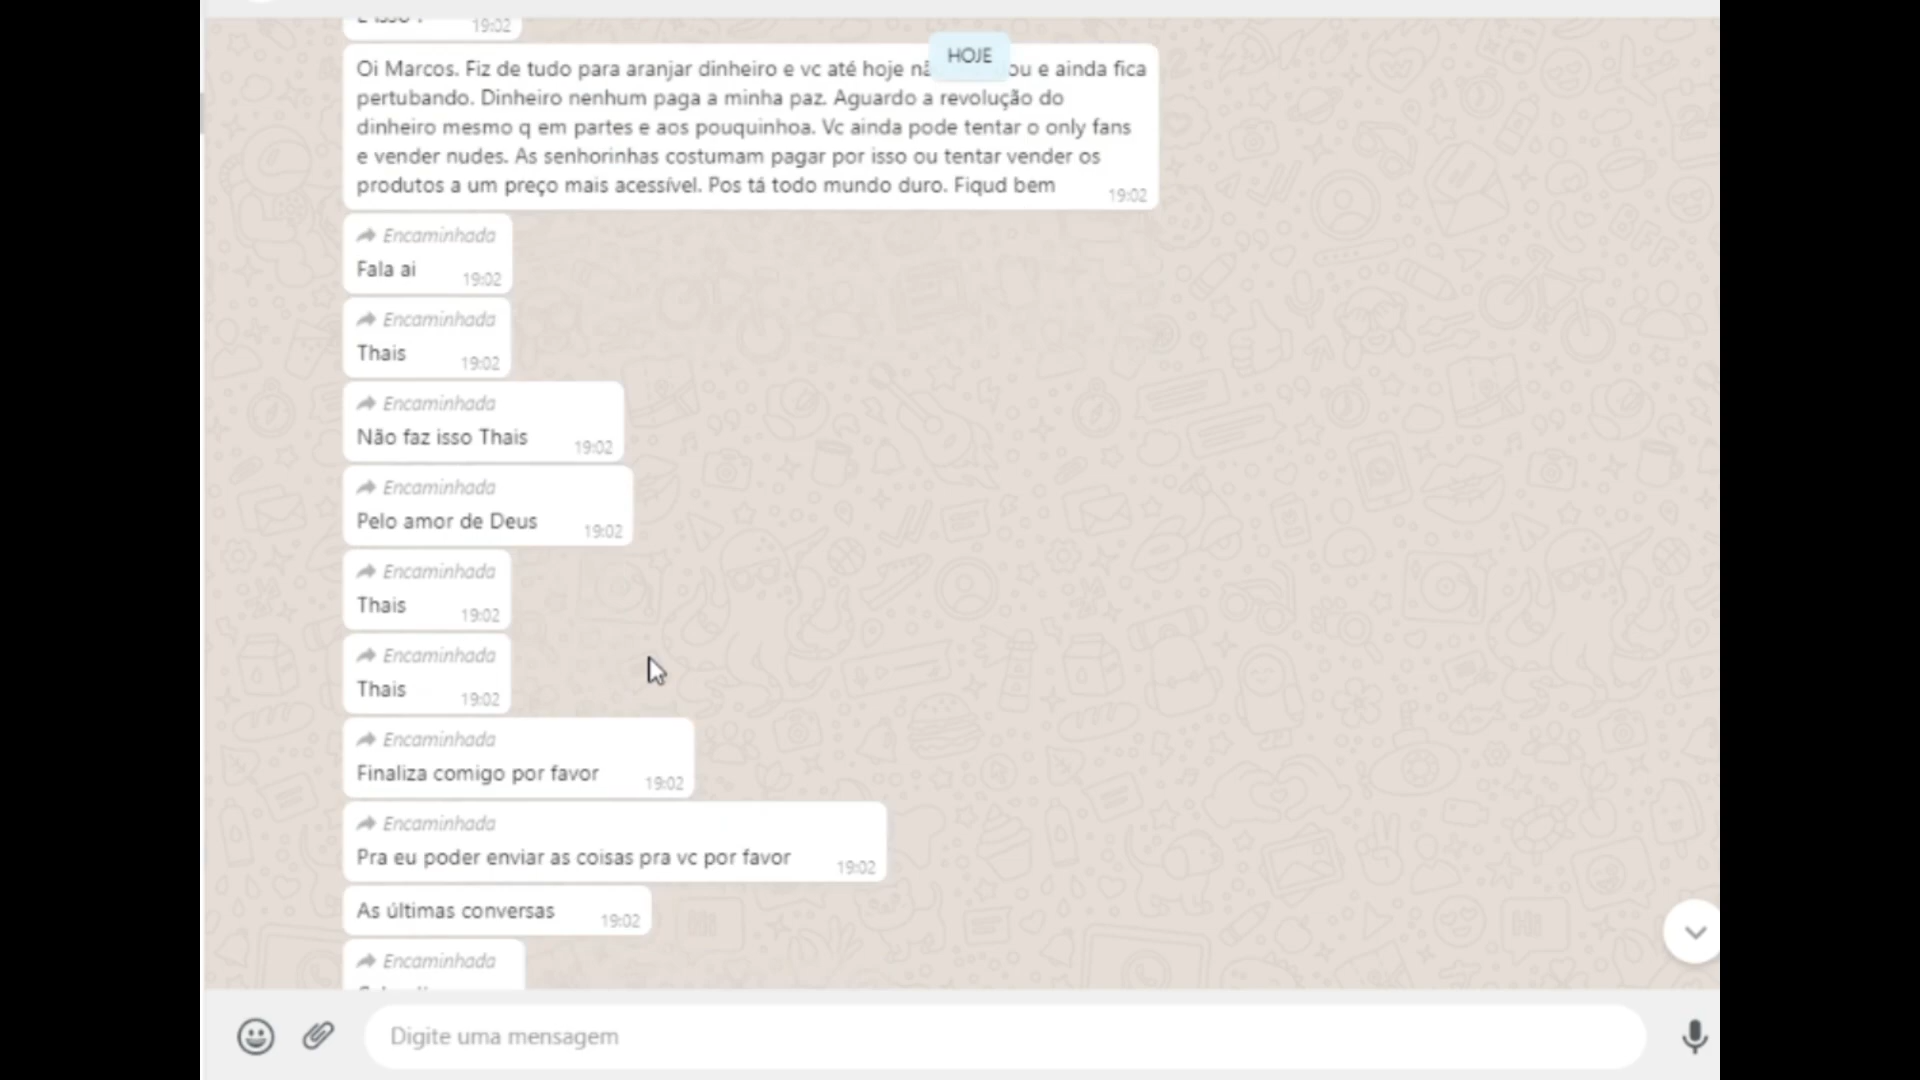 19:02
HOJE
Oi Marcos. Fiz de tudo para aranjar dinheiro e vc até hoje ou e ainda fica
pertubando. Dinheiro nenhum paga a minha paz. Aguardo a revolução do
dinheiro mesmo q em partes e aos pouquinhoa. Vc ainda pode tentar o only fans
e vender nudes. As senhorinhas costumam pagar por isso ou tentar vender os
produtos a um preço mais acessível. Pos tá todo mundo duro. Fiqud bem
19:02
Encaminhada
Fala ai
19:02
Encaminhada
Thais
19:02
Encaminhada
Não faz isso Thais
19:02
Encaminhada
Pelo amor de Deus
19:02
Encaminhada
Thais
19:02
Encaminhada
Thais
19:02
Encaminhada
Finaliza comigo por favor
19:02
Encaminhada
Pra eu poder enviar as coisas pra vc por favor
19:02
As últimas conversas
19:02
Encaminhada
Digite uma mensagem